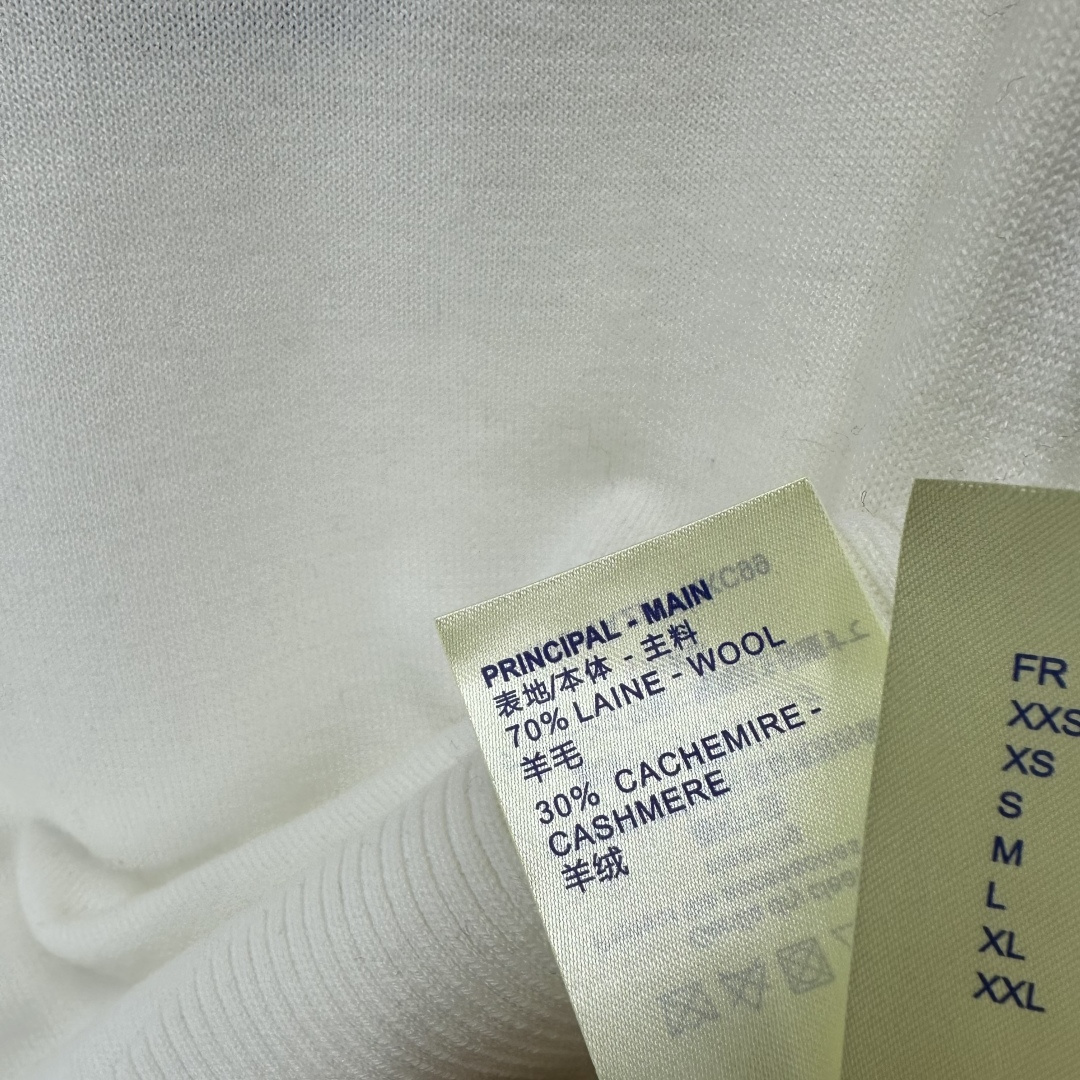 PRINCIPAL - MAIN
表地/本体 - 主料
70% LAINE - WOOL
羊毛
30% CACHEMIRE -
CASHMERE
羊绒
FR
XXS
XS
S
M
L
XL
XXL